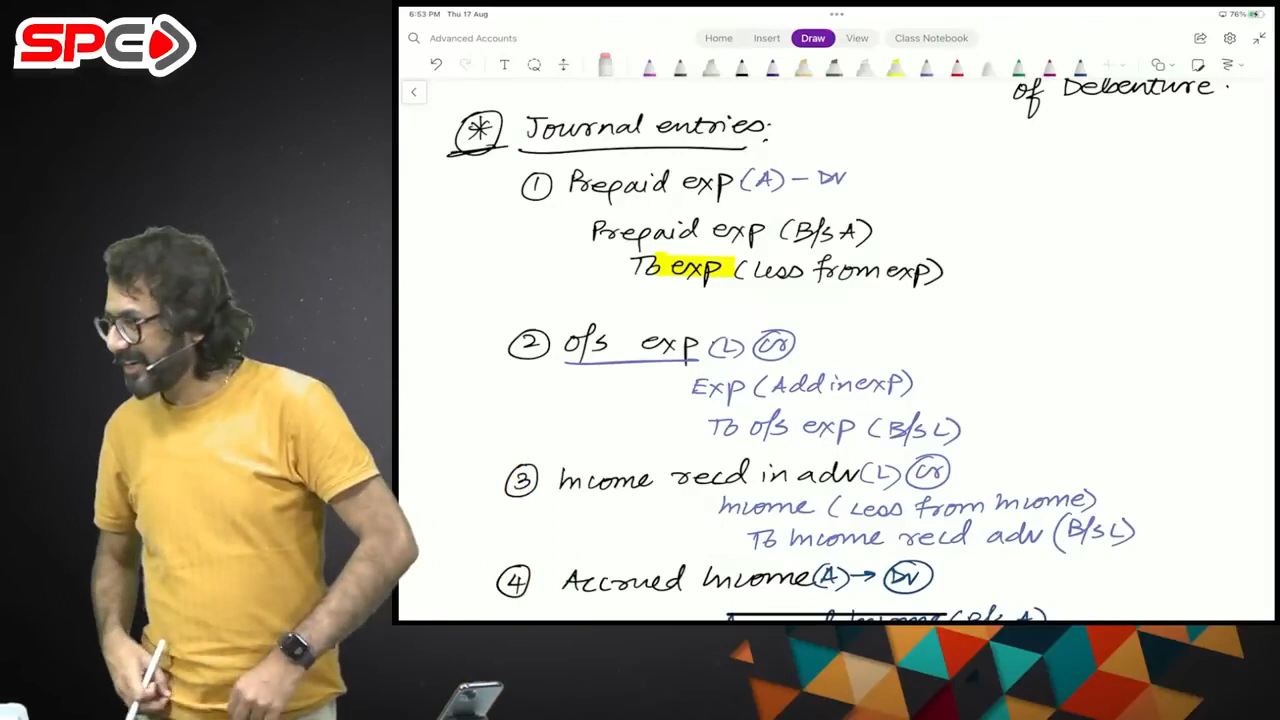 SPE
6:53 PM Thu 17 Aug
76%
Advanced Accounts
Home Insert Draw View Class Notebook
of Debenture.
* Journal entries:
① Prepaid exp (A) – Dr
Prepaid exp (B/s A)
To exp (Less from exp)
② o/s exp (L) Cr
Exp (Add in exp)
To o/s exp (B/s L)
③ Income recd in adv (L) Cr
Income (Less from Income)
To Income recd adv (B/s L)
④ Accrued Income (A) → Dr